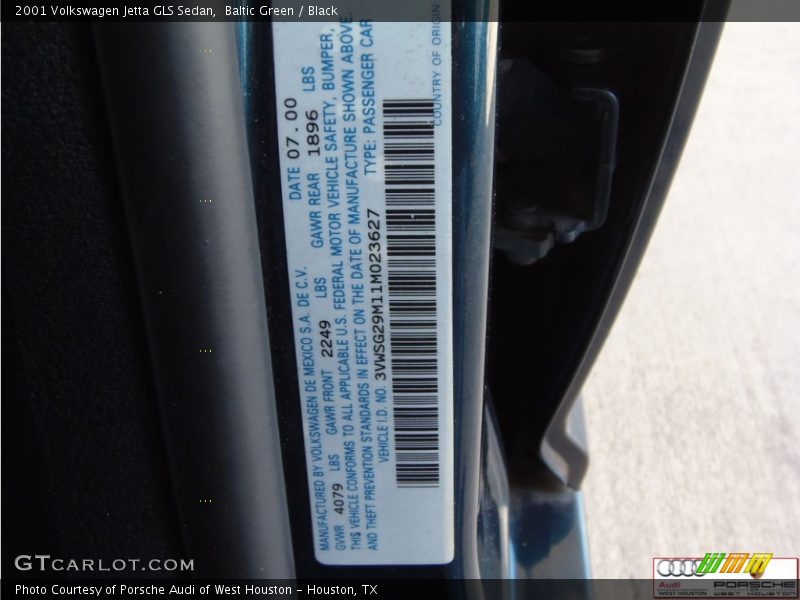 2001 Volkswagen Jetta GLS Sedan, Baltic Green / Black
MANUFACTURED BY VOLKSWAGEN DE MEXICO S.A. DE C.V. DATE 07.00
GVWR 4079 LBS GAWR FRONT 2249 LBS GAWR REAR 1896 LBS
THIS VEHICLE CONFORMS TO ALL APPLICABLE U.S. FEDERAL MOTOR VEHICLE SAFETY, BUMPER,
AND THEFT PREVENTION STANDARDS IN EFFECT ON THE DATE OF MANUFACTURE SHOWN ABOVE.
VEHICLE I.D. NO. 3VWSG29M11M023627 TYPE: PASSENGER CAR
COUNTRY OF ORIGIN:
GTCARLOT.COM
Photo Courtesy of Porsche Audi of West Houston – Houston, TX
Audi PORSCHE
WEST HOUSTON WEST HOUSTON